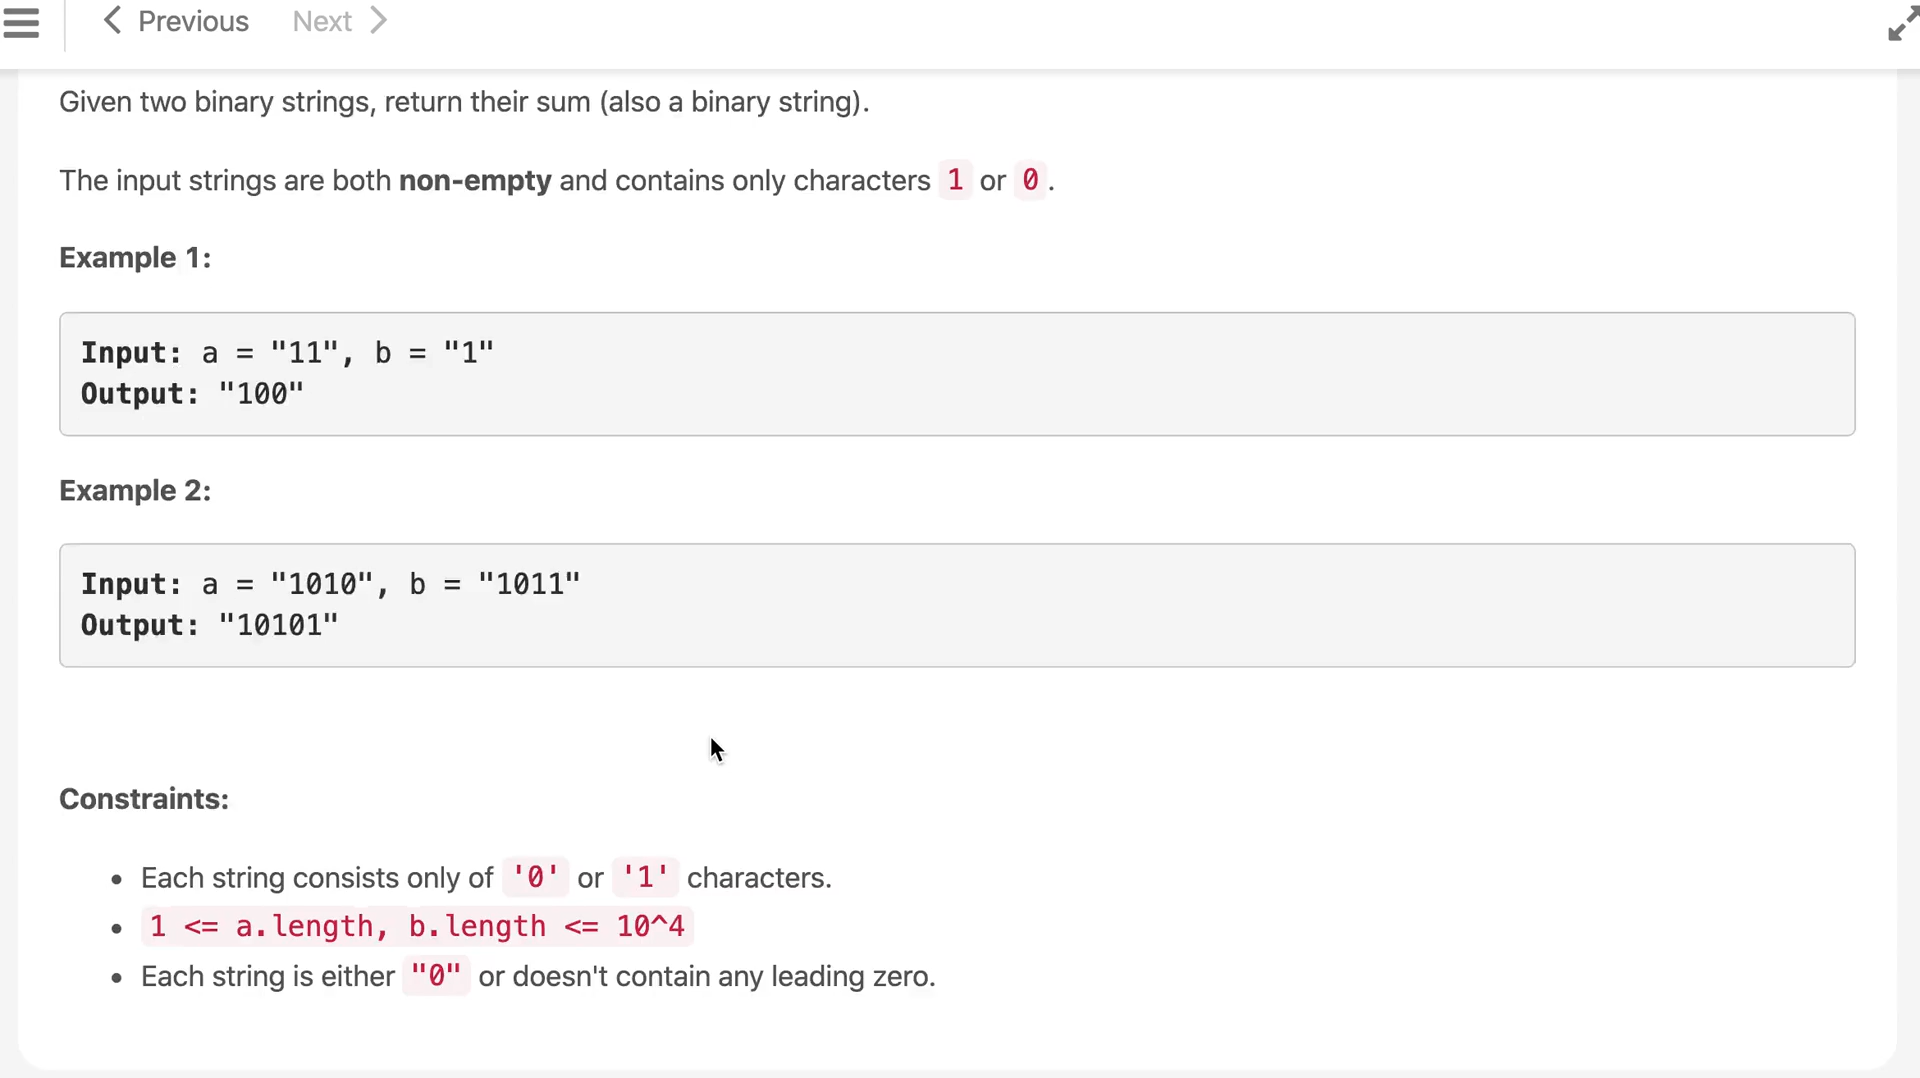 Previous Next
Given two binary strings, return their sum (also a binary string).
The input strings are both non-empty and contains only characters 1 or 0.
Example 1:
Input: a = "11", b = "1"
Output: "100"
Example 2:
Input: a = "1010", b = "1011"
Output: "10101"
Constraints:
• Each string consists only of '0' or '1' characters.
• 1 <= a.length, b.length <= 10^4
• Each string is either "0" or doesn't contain any leading zero.